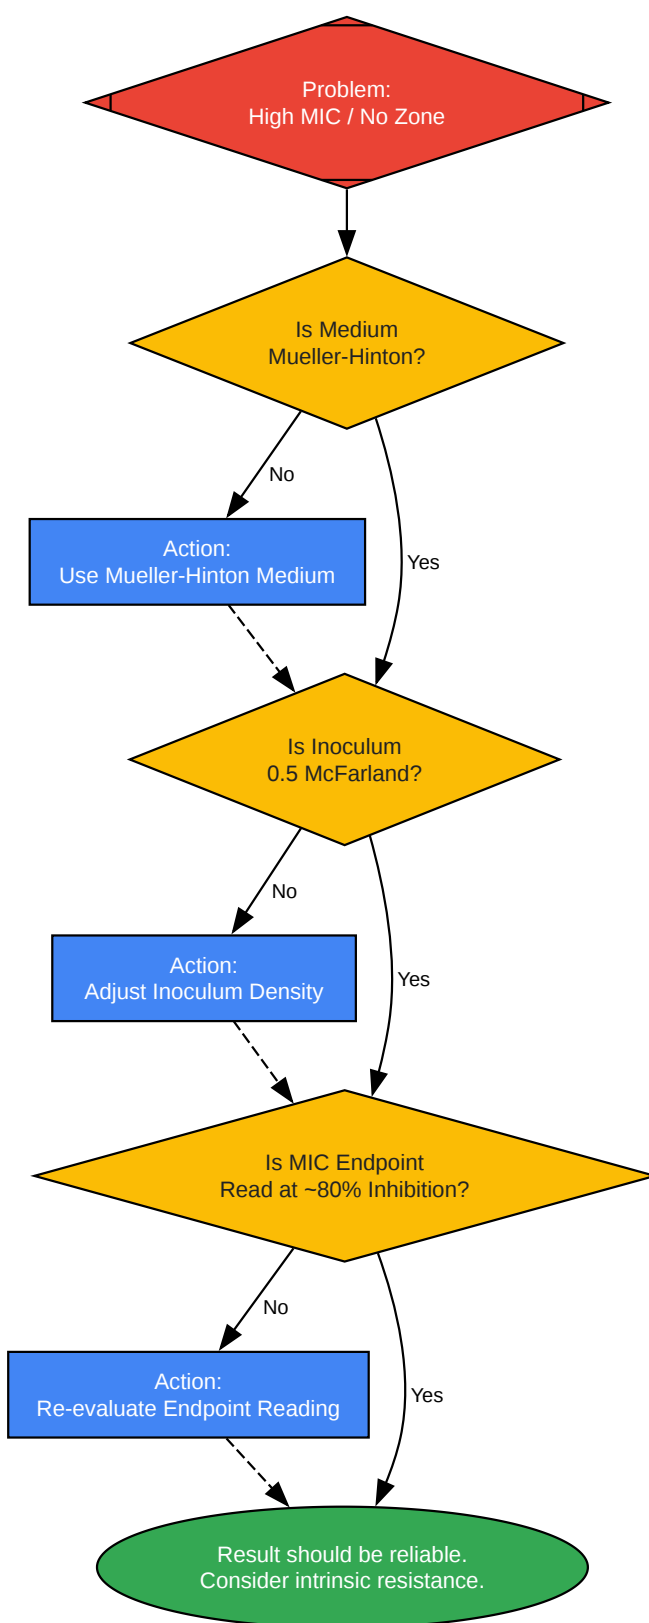 Problem:
High MIC / No Zone
Is Medium
Mueller-Hinton?
No
Yes
Action:
Use Mueller-Hinton Medium
Is Inoculum
0.5 McFarland?
No
Yes
Action:
Adjust Inoculum Density
Is MIC Endpoint
Read at ~80% Inhibition?
No
Yes
Action:
Re-evaluate Endpoint Reading
Result should be reliable.
Consider intrinsic resistance.